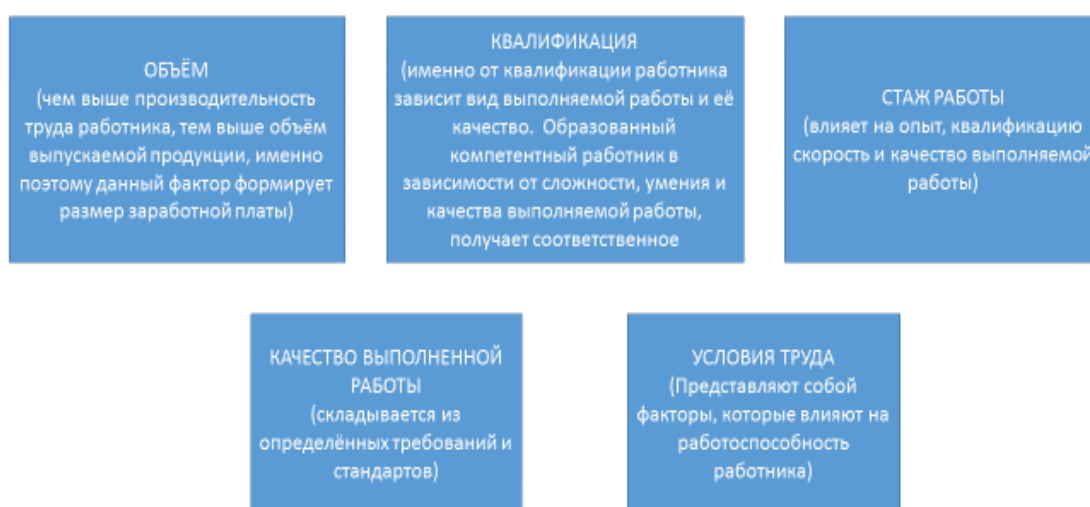 ОБЪЁМ
(чем выше производительность
труда работника, тем выше объём
выпускаемой продукции, именно
поэтому данный фактор формирует
размер заработной платы)
КВАЛИФИКАЦИЯ
(именно от квалификации работника
зависит вид выполняемой работы и её
качество. Образованный
компетентный работник в
зависимости от сложности, умения и
качества выполняемой работы,
получает соответственное
СТАЖ РАБОТЫ
(влияет на опыт, квалификацию
скорость и качество выполняемой
работы)
КАЧЕСТВО ВЫПОЛНЕННОЙ
РАБОТЫ
(складывается из
определённых требований и
стандартов)
УСЛОВИЯ ТРУДА
(Представляют собой
факторы, которые влияют на
работоспособность
работника)